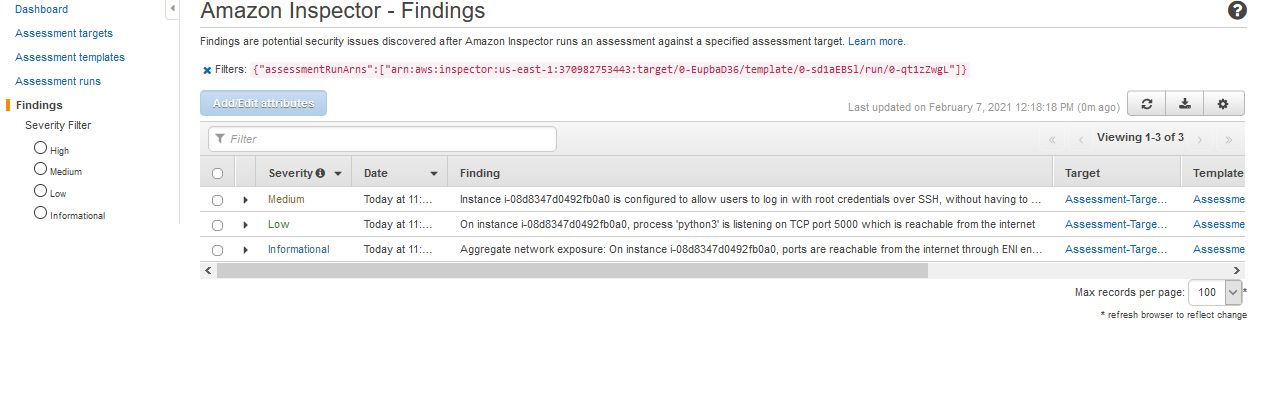 Dashboard
Assessment targets
Assessment templates
Assessment runs
Findings
Severity Filter
High
Medium
Low
Informational
Amazon Inspector - Findings
?
Findings are potential security issues discovered after Amazon Inspector runs an assessment against a specified assessment target. Learn more.
Filters: {"assessmentRunArns":["arn:aws:inspector:us-east-1:370982753443:target/0-EupbaD36/template/0-sd1aEBSl/run/0-qt1zZwgL"]}
Add/Edit attributes
Last updated on February 7, 2021 12:18:18 PM (0m ago)
Filter
Viewing 1-3 of 3
Severity Date Finding Target Template
Medium Today at 11:... Instance i-08d8347d0492fb0a0 is configured to allow users to log in with root credentials over SSH, without having to ... Assessment-Targe... Assessme
Low Today at 11:... On instance i-08d8347d0492fb0a0, process 'python3' is listening on TCP port 5000 which is reachable from the internet Assessment-Targe... Assessme
Informational Today at 11:... Aggregate network exposure: On instance i-08d8347d0492fb0a0, ports are reachable from the internet through ENI en... Assessment-Targe... Assessme
Max records per page: 100 *
* refresh browser to reflect change